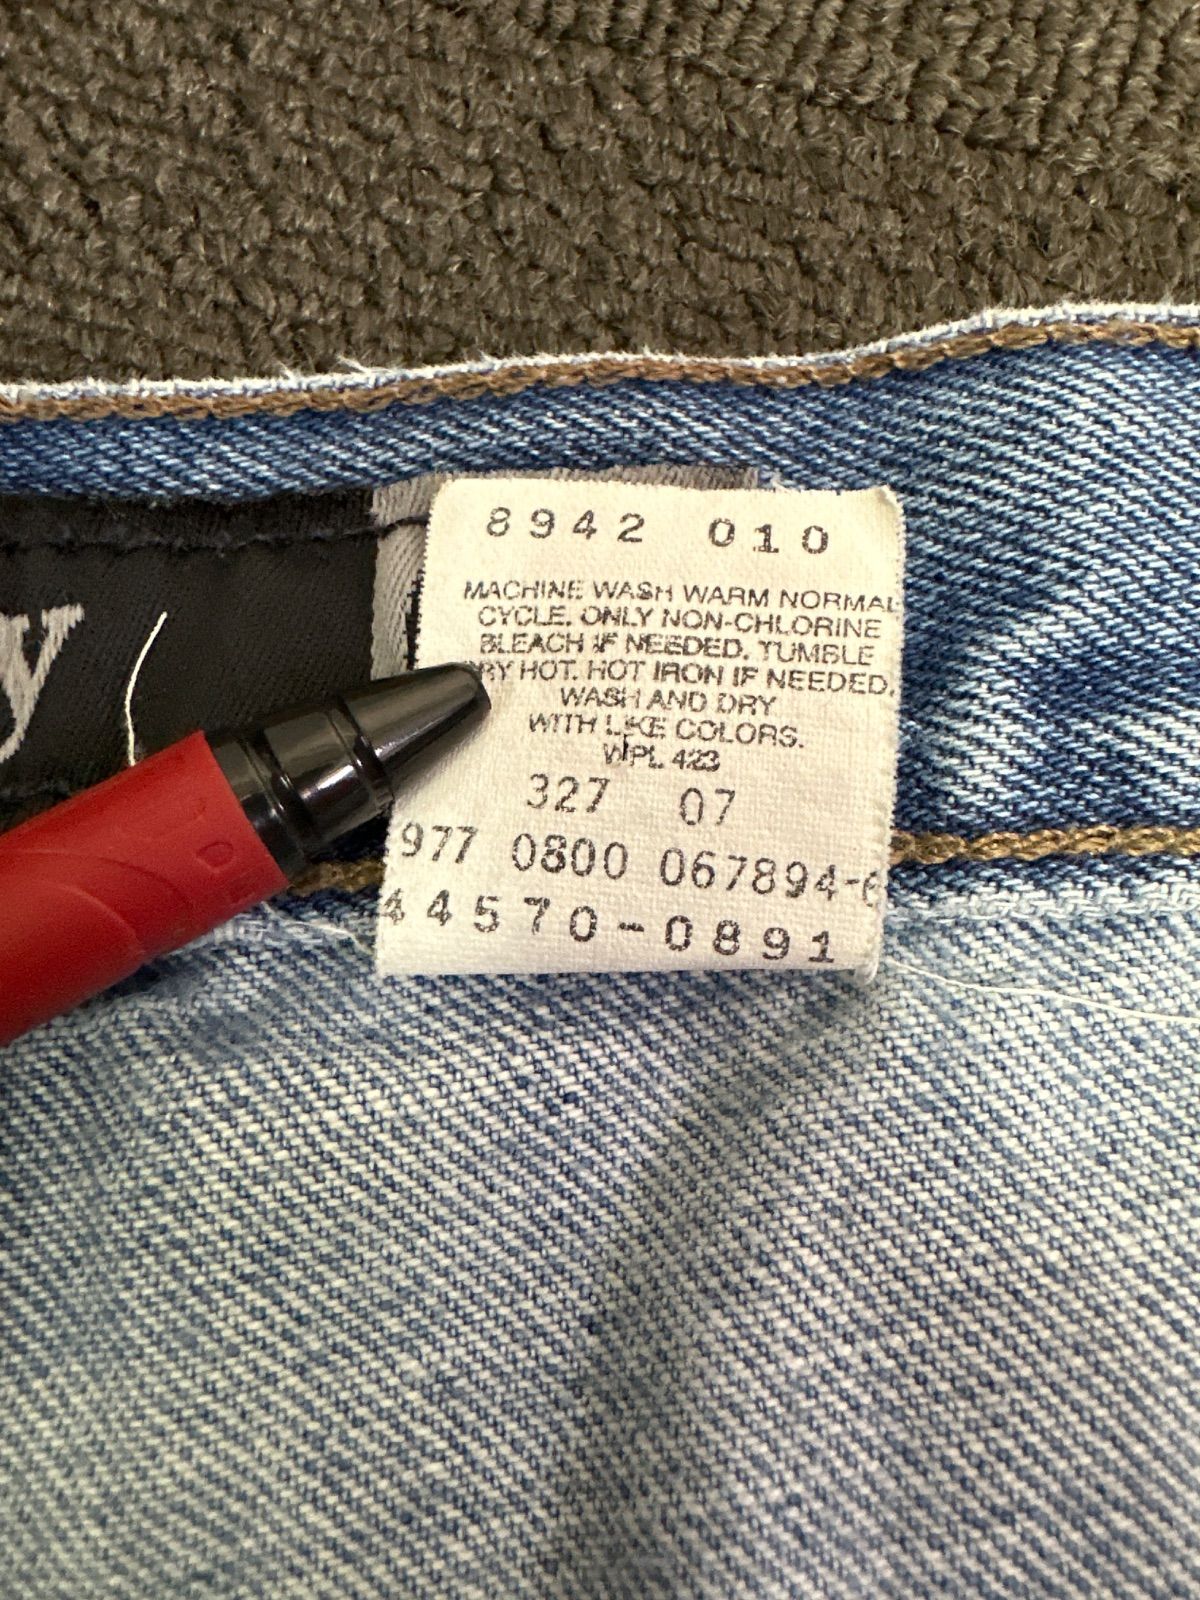 8942 010
MACHINE WASH WARM NORMAL
CYCLE. ONLY NON-CHLORINE
BLEACH IF NEEDED. TUMBLE
DRY HOT. HOT IRON IF NEEDED.
WASH AND DRY
WITH LIKE COLORS.
WPL 423
327 07
977 0800 067894-6
44570-0891
y